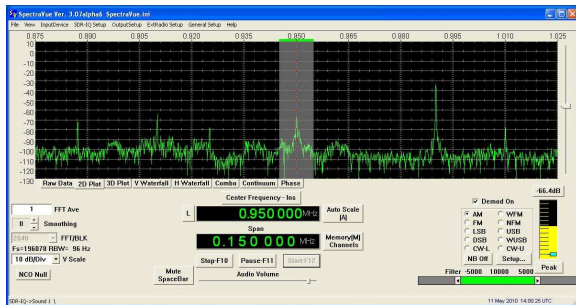 SpectraVue Ver. 3.07alpha6 SpectraVue.ini
File View InputDevice SDR-IQ Setup OutputSetup ExtRadio Setup General Setup Help
0.875 0.890 0.905 0.920 0.935 0.950 0.965 0.980 0.995 1.010 1.025
10
0
-10
-20
-30
-40
-50
-60
-70
-80
-90
-100
-110
-120
-130
Raw Data 2D Plot 3D Plot V Waterfall H Waterfall Combo Continuum Phase
-66.4dB
Center Frequency - Ins
Demod On
1 FFT Ave
L 0.950000 MHz Auto Scale (A)
AM WFM
FM NFM
LSB USB
DSB WUSB
CW-L CW-U
0 Smoothing
Span
2048 FFT/BLK
0.150000 MHz Memory(M) Channels
Fs=196078 RBW= 96 Hz
10 dB/Div V Scale
Stop-F10 Pause-F11 Start-F12
NB Off Setup...
NCO Null
Mute SpaceBar
Audio Volume
Filter -5000 10000 5000
Peak
SDR-IQ->Sound 1
11 May 2010 14:00:25 UTC